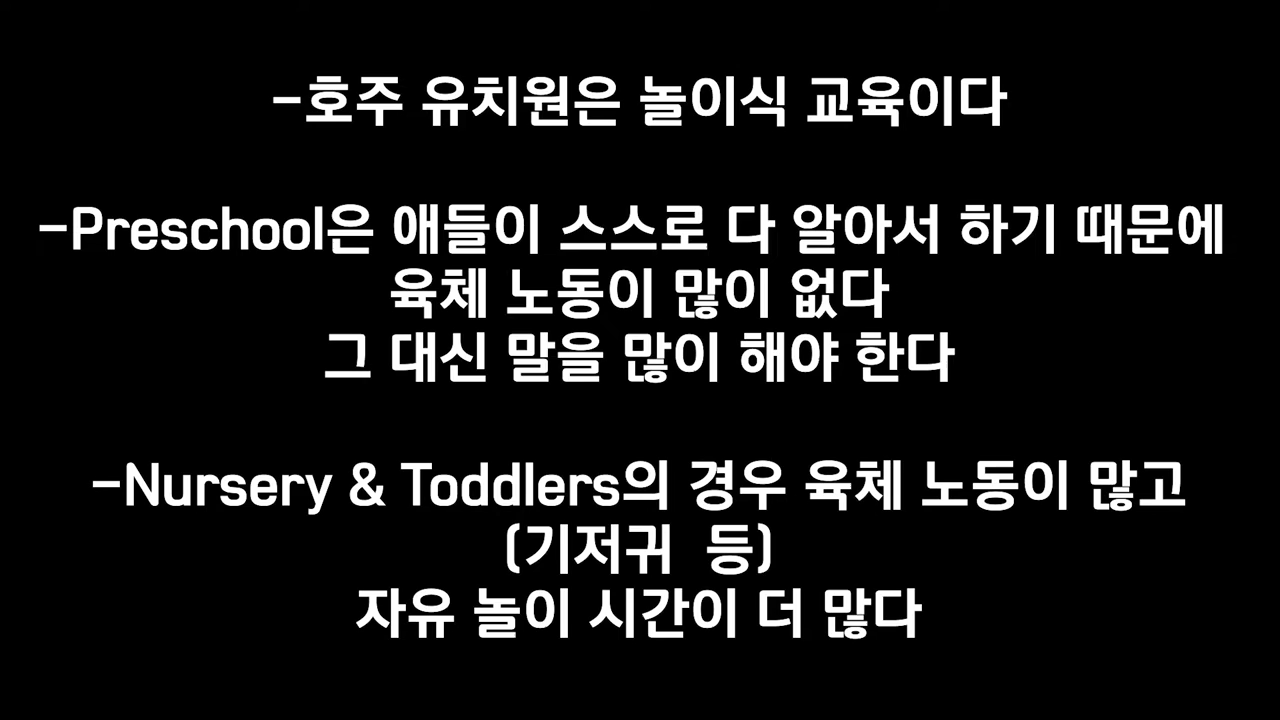 -호주 유치원은 놀이식 교육이다
-Preschool은 애들이 스스로 다 알아서 하기 때문에
육체 노동이 많이 없다
그 대신 말을 많이 해야 한다
-Nursery & Toddlers의 경우 육체 노동이 많고
(기저귀 등)
자유 놀이 시간이 더 많다